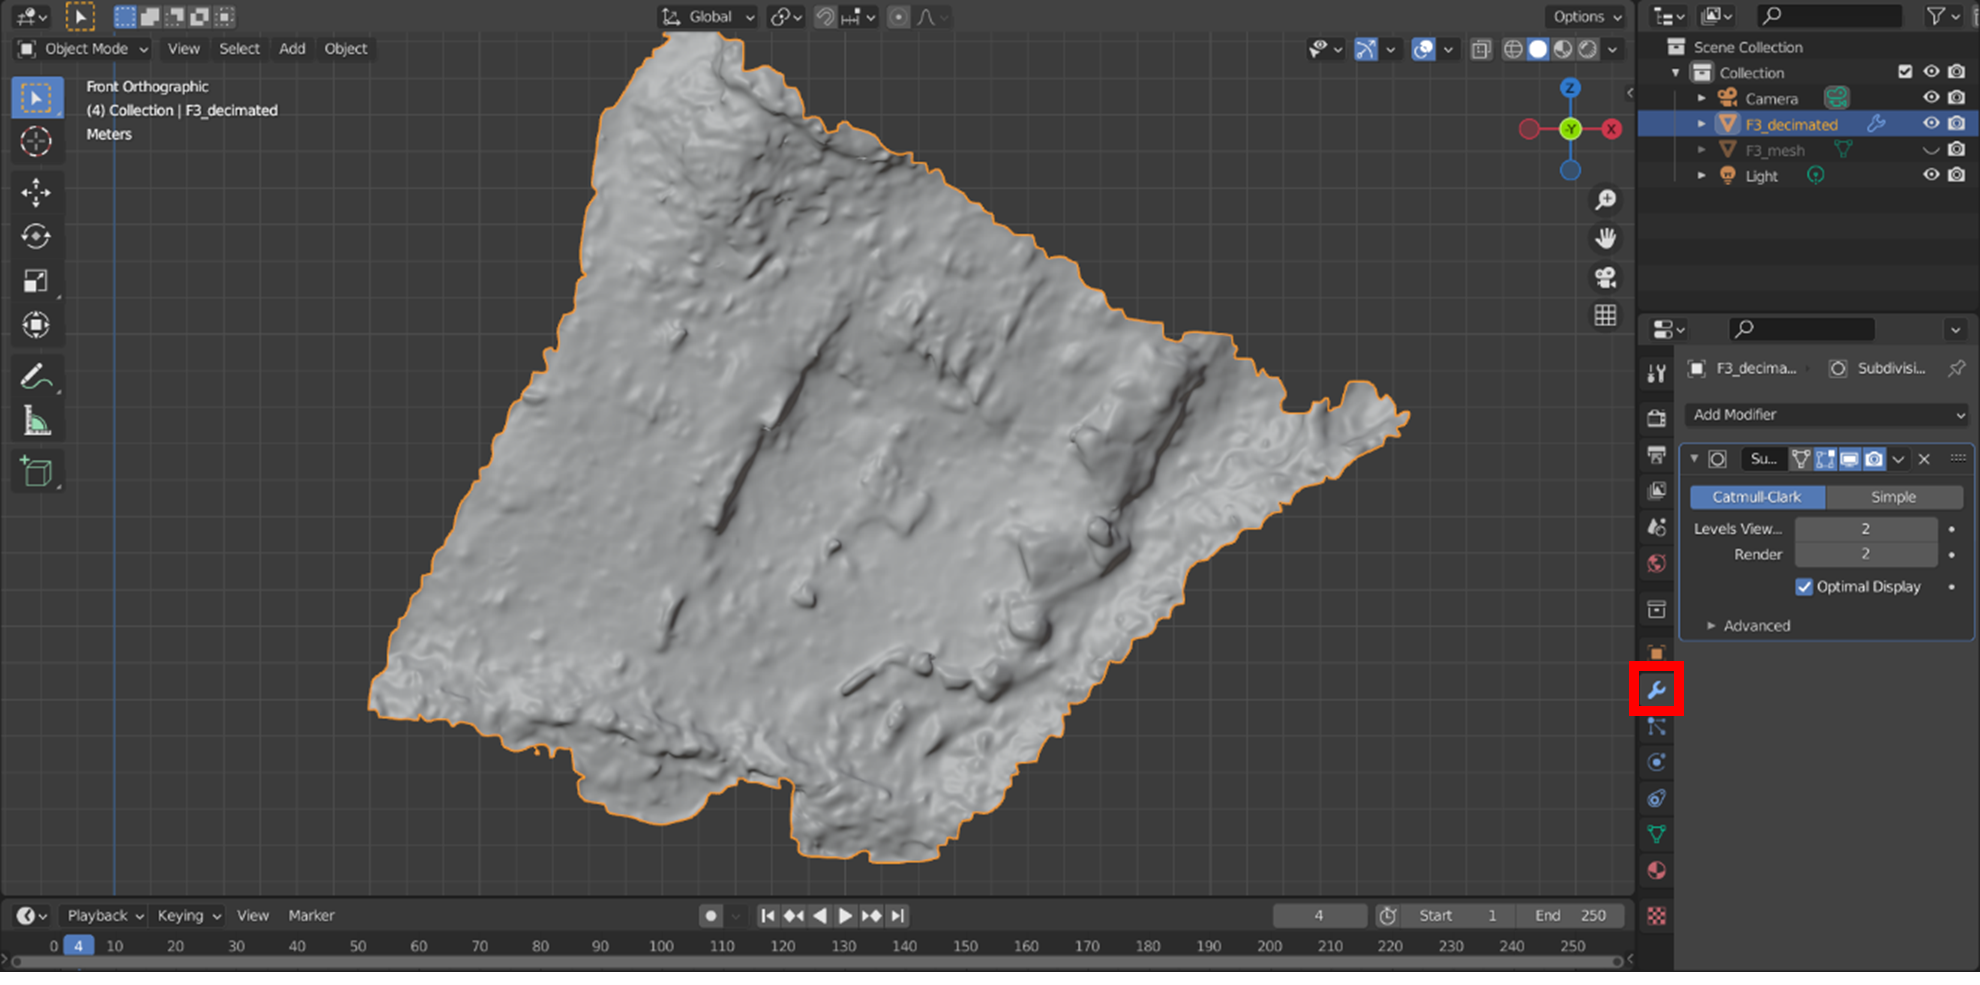 Global
Options
Object Mode View Select Add Object
Front Orthographic
(4) Collection | F3_decimated
Meters
Z
-Y
X
Scene Collection
Collection
Camera
F3_decimated
F3_mesh
Light
F3_decima... Subdivisi...
Add Modifier
Su...
Catmull-Clark Simple
Levels View... 2
Render 2
Optimal Display
Advanced
Playback Keying View Marker
4 Start 1 End 250
0 4 10 20 30 40 50 60 70 80 90 100 110 120 130 140 150 160 170 180 190 200 210 220 230 240 250